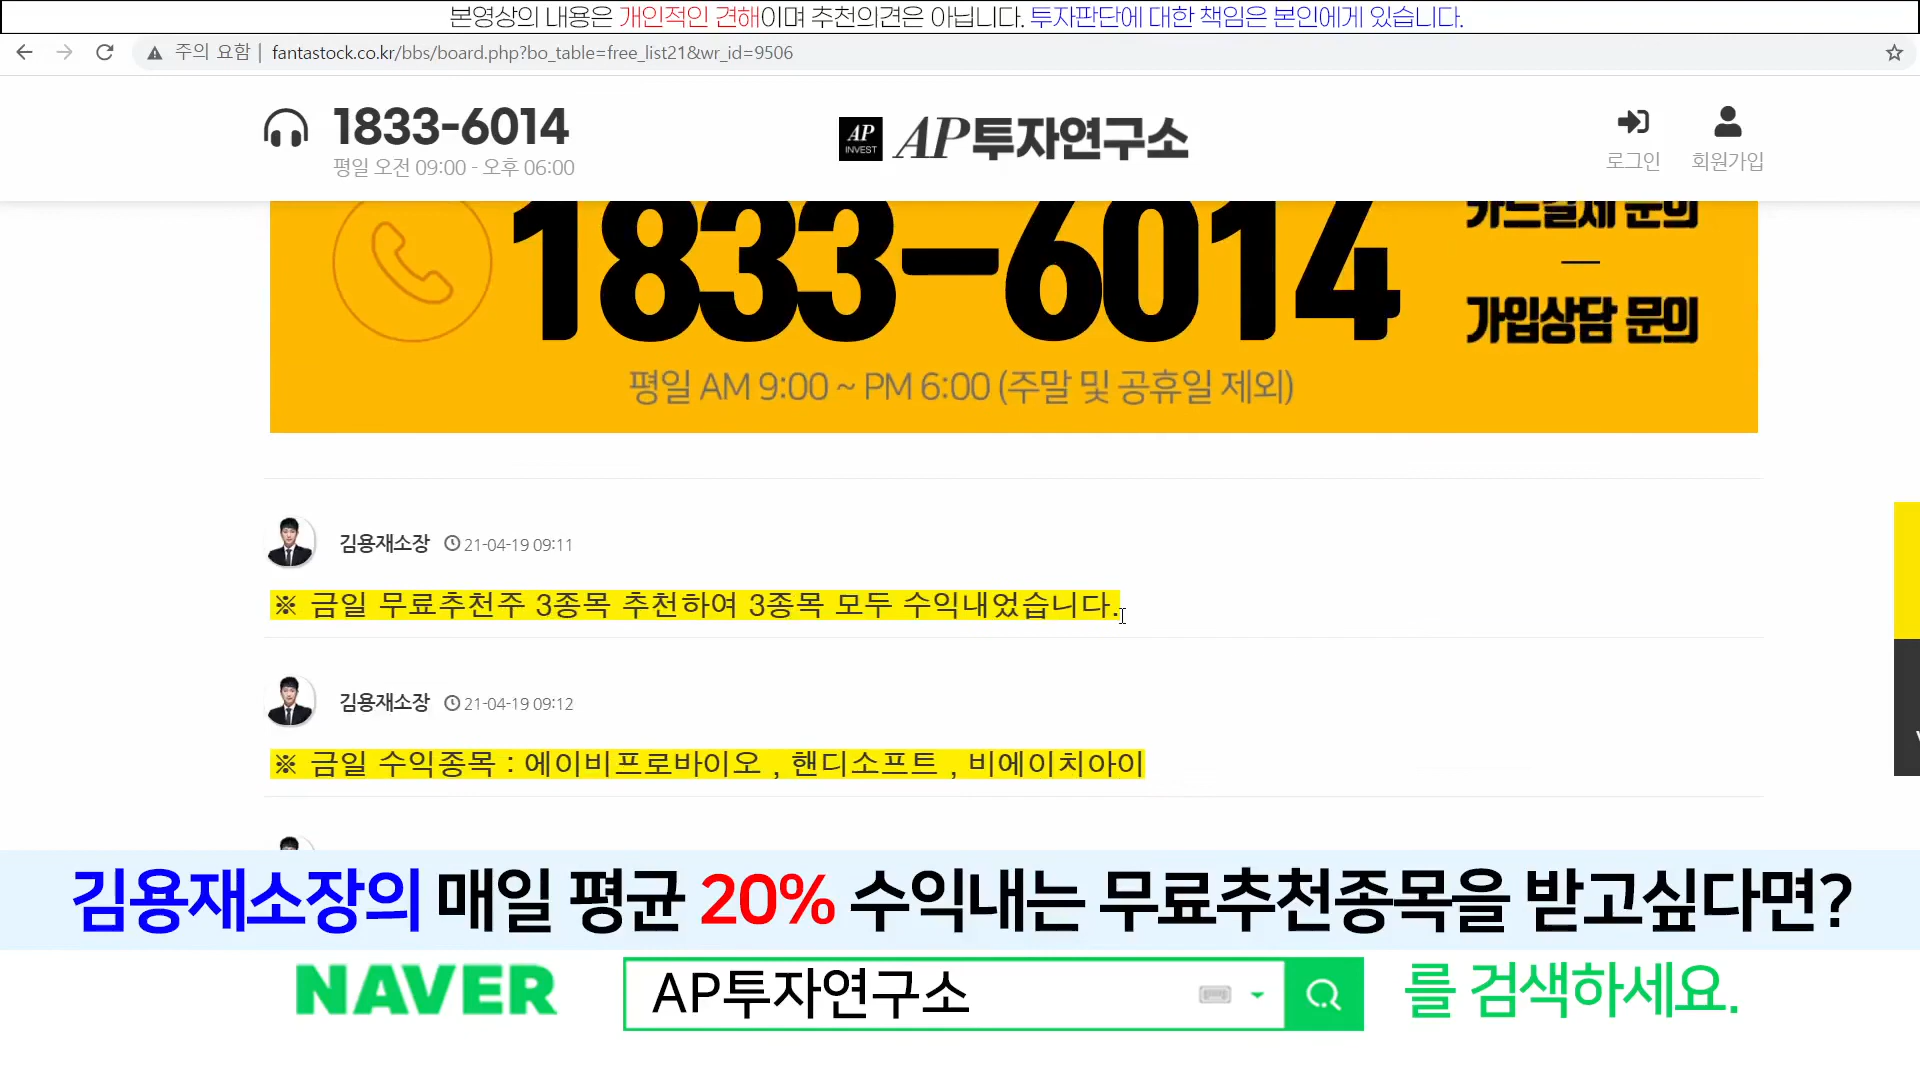 본영상의 내용은 개인적인 견해이며 추천의견은 아닙니다. 투자판단에 대한 책임은 본인에게 있습니다.
주의 요함 | fantastock.co.kr/bbs/board.php?bo_table=free_list21&wr_id=9506
1833-6014
평일 오전 09:00 - 오후 06:00
AP INVEST AP투자연구소
로그인 회원가입
1833-6014
카드결제 문의
가입상담 문의
평일 AM 9:00 ~ PM 6:00 (주말 및 공휴일 제외)
김용재소장 21-04-19 09:11
※ 금일 무료추천주 3종목 추천하여 3종목 모두 수익내었습니다.
김용재소장 21-04-19 09:12
※ 금일 수익종목 : 에이비프로바이오 , 핸디소프트 , 비에이치아이
김용재소장의 매일 평균 20% 수익내는 무료추천종목을 받고싶다면?
NAVER AP투자연구소 를 검색하세요.